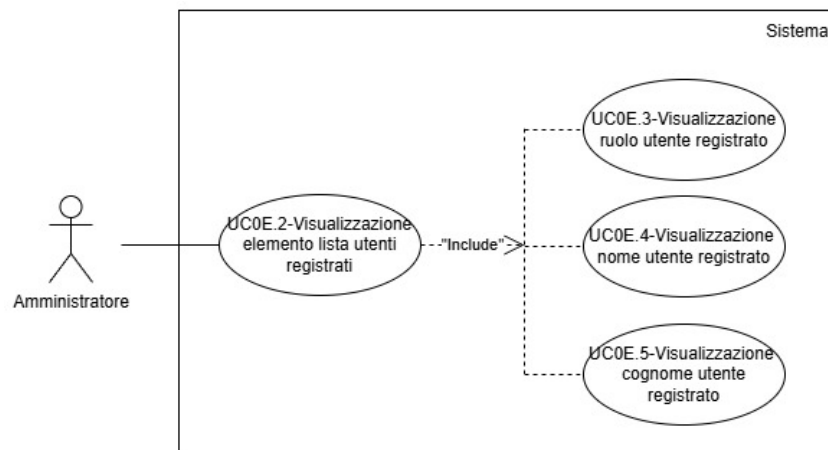 Sistema
UC0E.3-Visualizzazione
ruolo utente registrato
UC0E.2-Visualizzazione
elemento lista utenti
registrati
"Include"
UC0E.4-Visualizzazione
nome utente registrato
Amministratore
UC0E.5-Visualizzazione
cognome utente
registrato